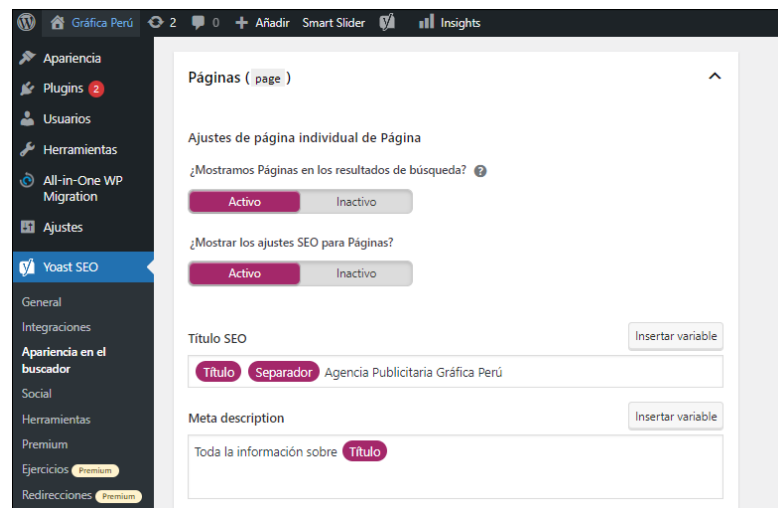 Gráfica Perú 2 0 + Añadir Smart Slider Insights
Apariencia
Plugins 2
Usuarios
Herramientas
All-in-One WP
Migration
Ajustes
Yoast SEO
General
Integraciones
Apariencia en el
buscador
Social
Herramientas
Premium
Ejercicios Premium
Redirecciones Premium
Páginas ( page )
Ajustes de página individual de Página
¿Mostramos Páginas en los resultados de búsqueda? ?
Activo Inactivo
¿Mostrar los ajustes SEO para Páginas?
Activo Inactivo
Título SEO Insertar variable
Título Separador Agencia Publicitaria Gráfica Perú
Meta description Insertar variable
Toda la información sobre Título